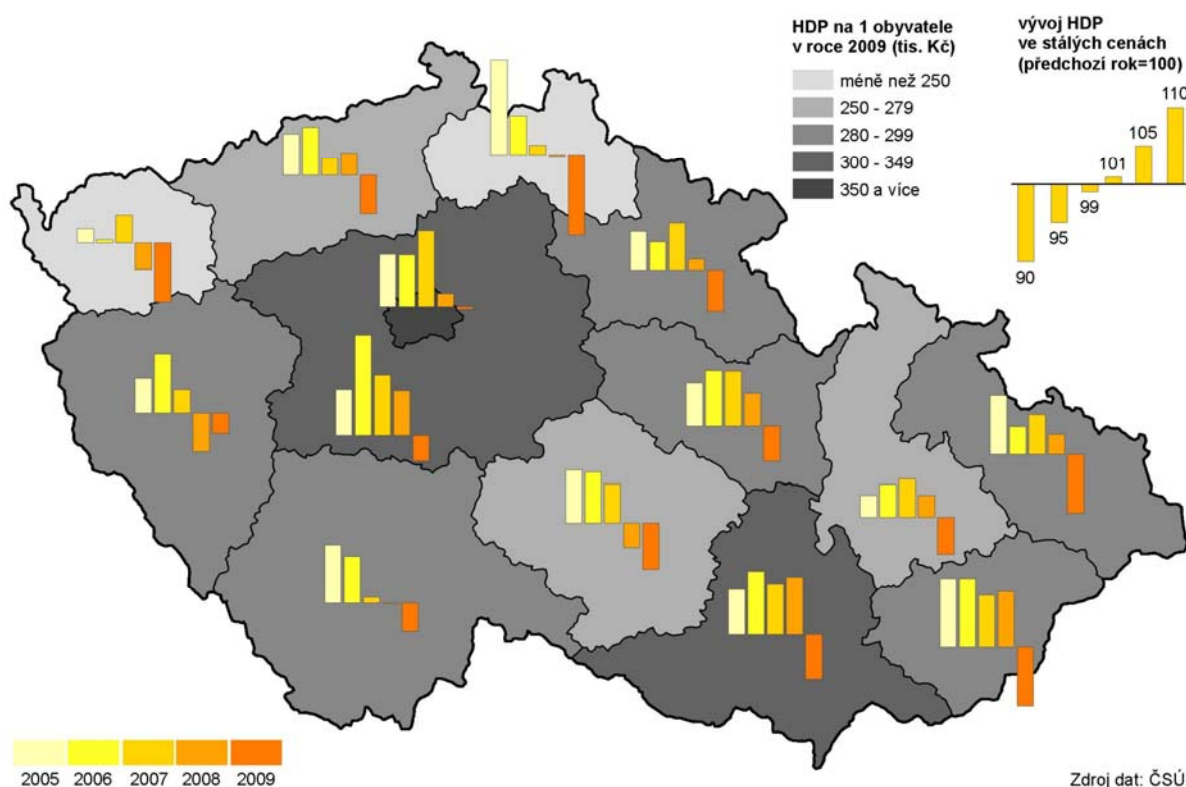 HDP na 1 obyvatele
v roce 2009 (tis. Kč)
méně než 250
250 - 279
280 - 299
300 - 349
350 a více
vývoj HDP
ve stálých cenách
(předchozí rok=100)
110
105
101
99
95
90
2005 2006 2007 2008 2009
Zdroj dat: ČSÚ